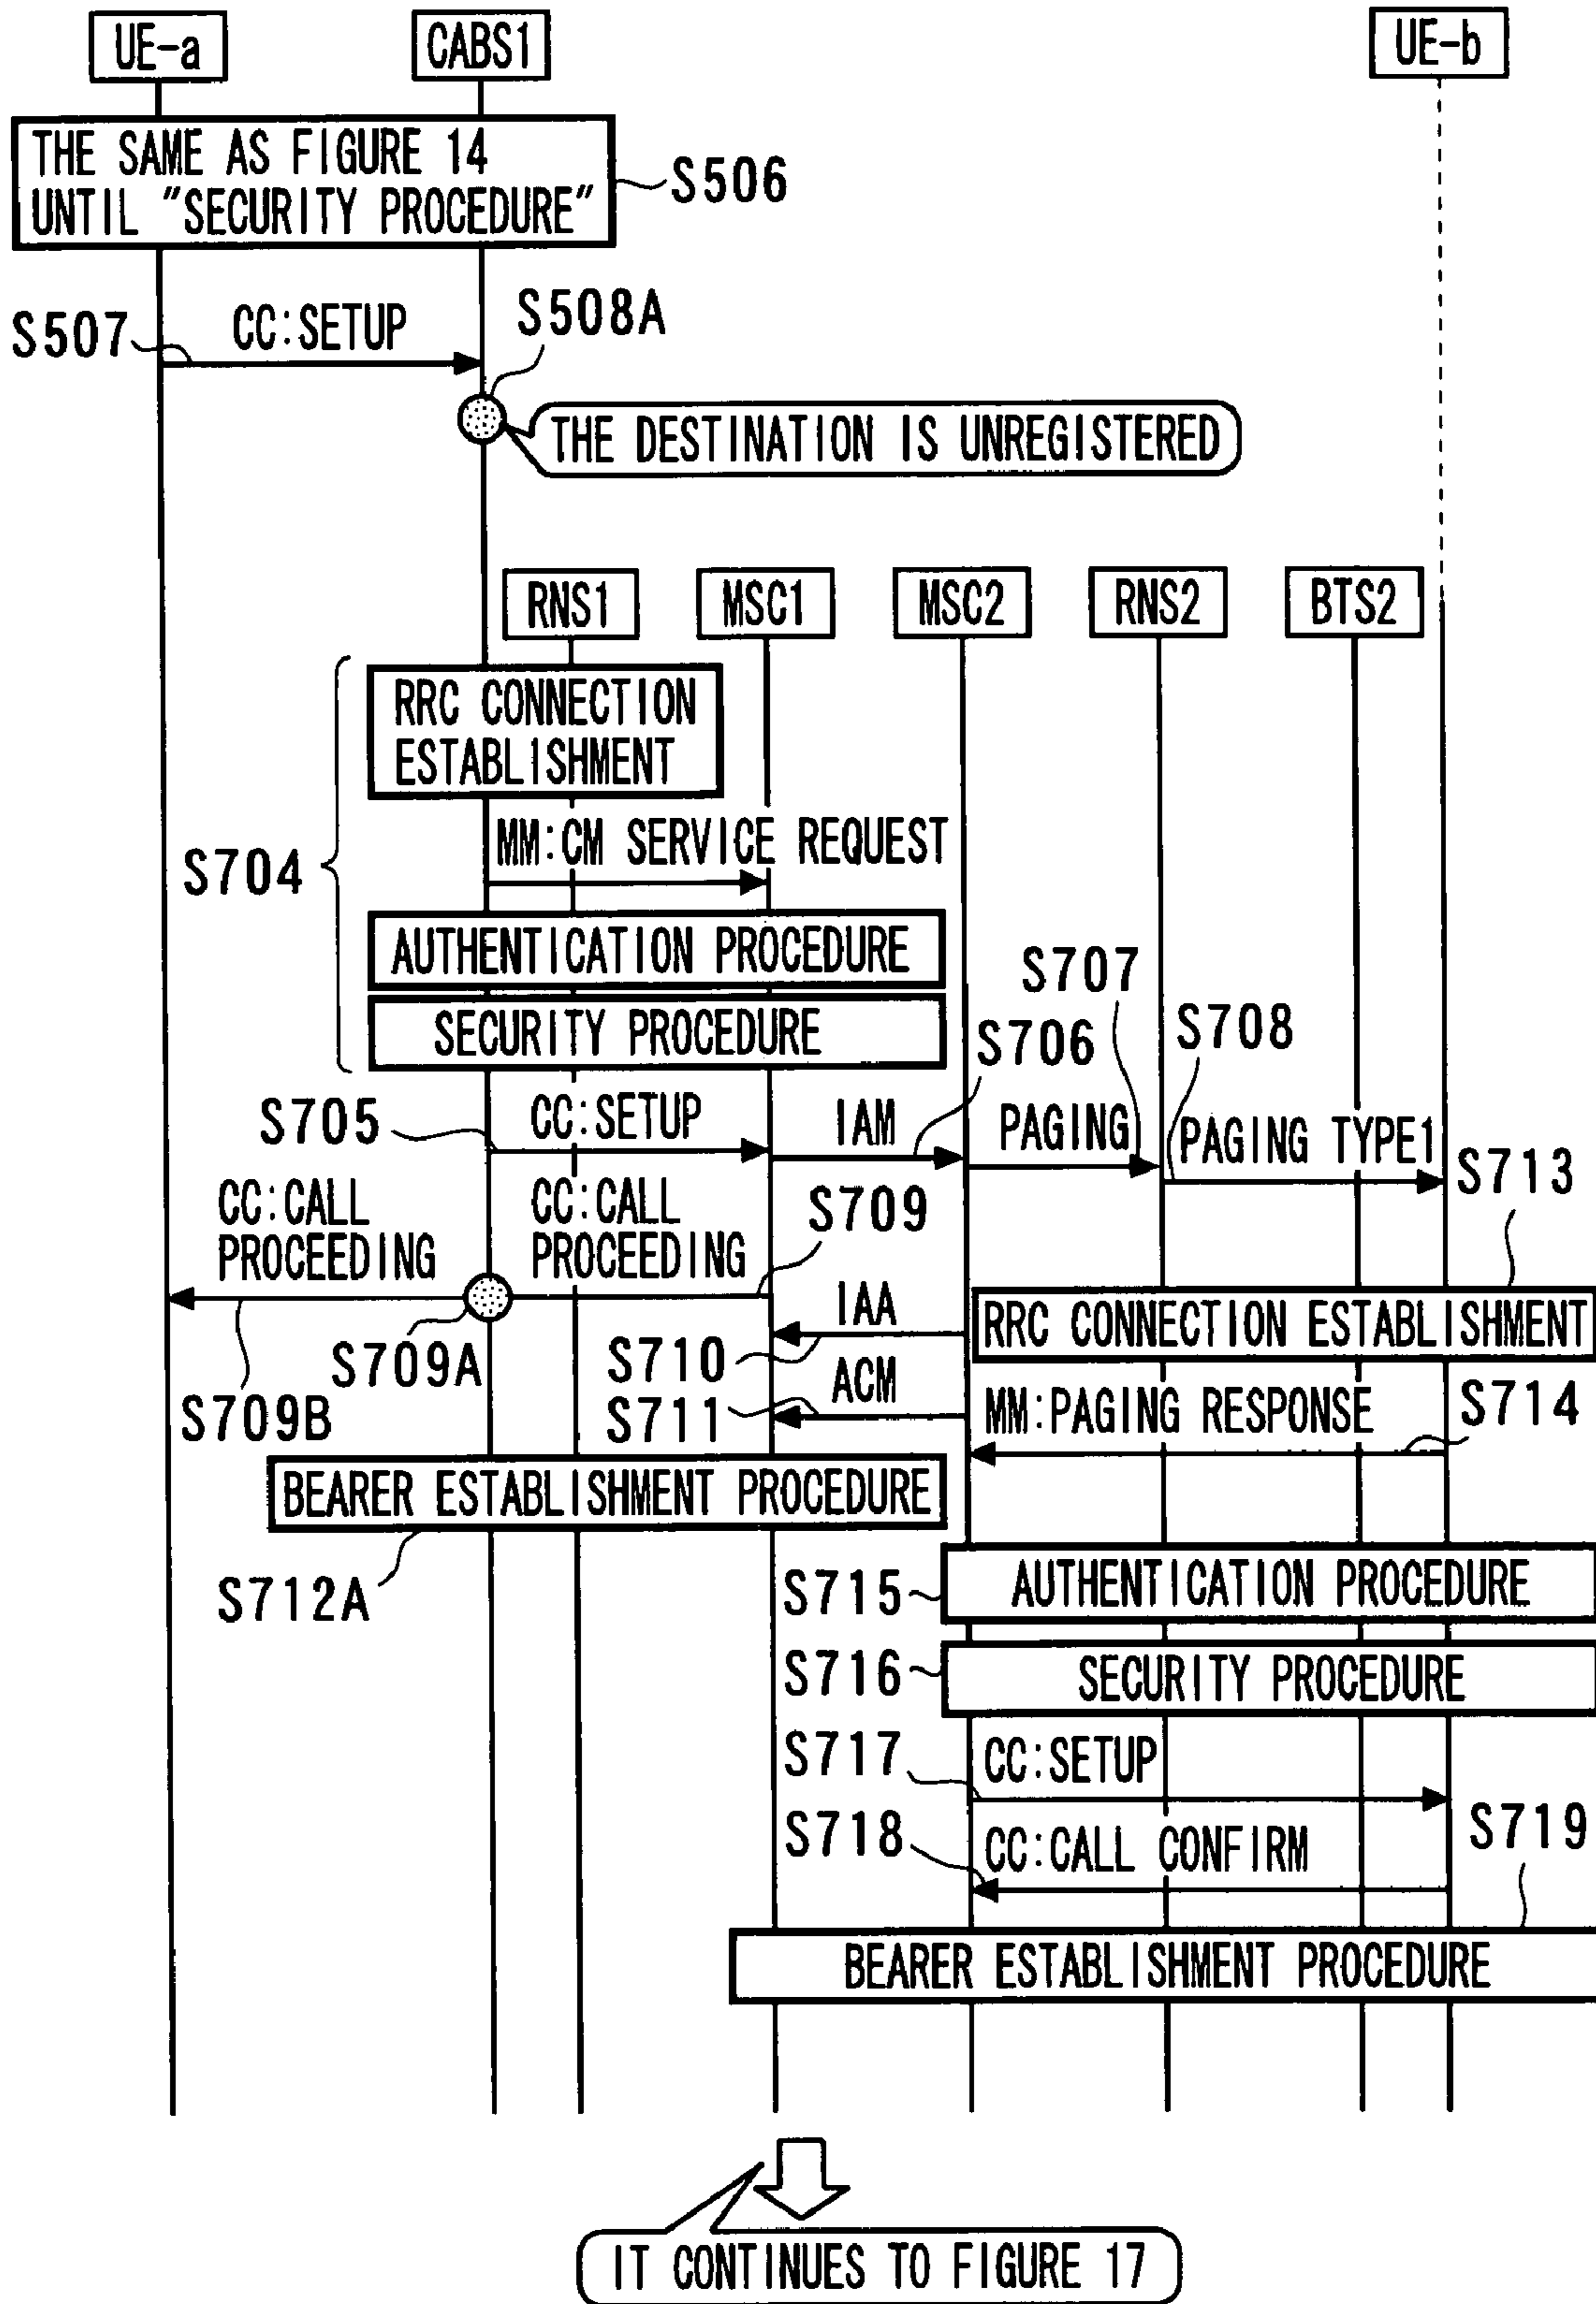 UE-a
CABS1
UE-b
THE SAME AS FIGURE 14
UNTIL "SECURITY PROCEDURE"
S506
S507
CC:SETUP
S508A
THE DESTINATION IS UNREGISTERED
RNS1
MSC1
MSC2
RNS2
BTS2
RRC CONNECTION
ESTABLISHMENT
S704
MM:CM SERVICE REQUEST
AUTHENTICATION PROCEDURE
SECURITY PROCEDURE
S707
S706
S708
S705
CC:SETUP
IAM
PAGING
PAGING TYPE1
S713
CC:CALL
PROCEEDING
CC:CALL
PROCEEDING
S709
IAA
RRC CONNECTION ESTABLISHMENT
S709A
S710
S709B
ACM
S711
MM:PAGING RESPONSE
S714
BEARER ESTABLISHMENT PROCEDURE
S712A
S715
AUTHENTICATION PROCEDURE
S716
SECURITY PROCEDURE
S717
CC:SETUP
S718
CC:CALL CONFIRM
S719
BEARER ESTABLISHMENT PROCEDURE
IT CONTINUES TO FIGURE 17